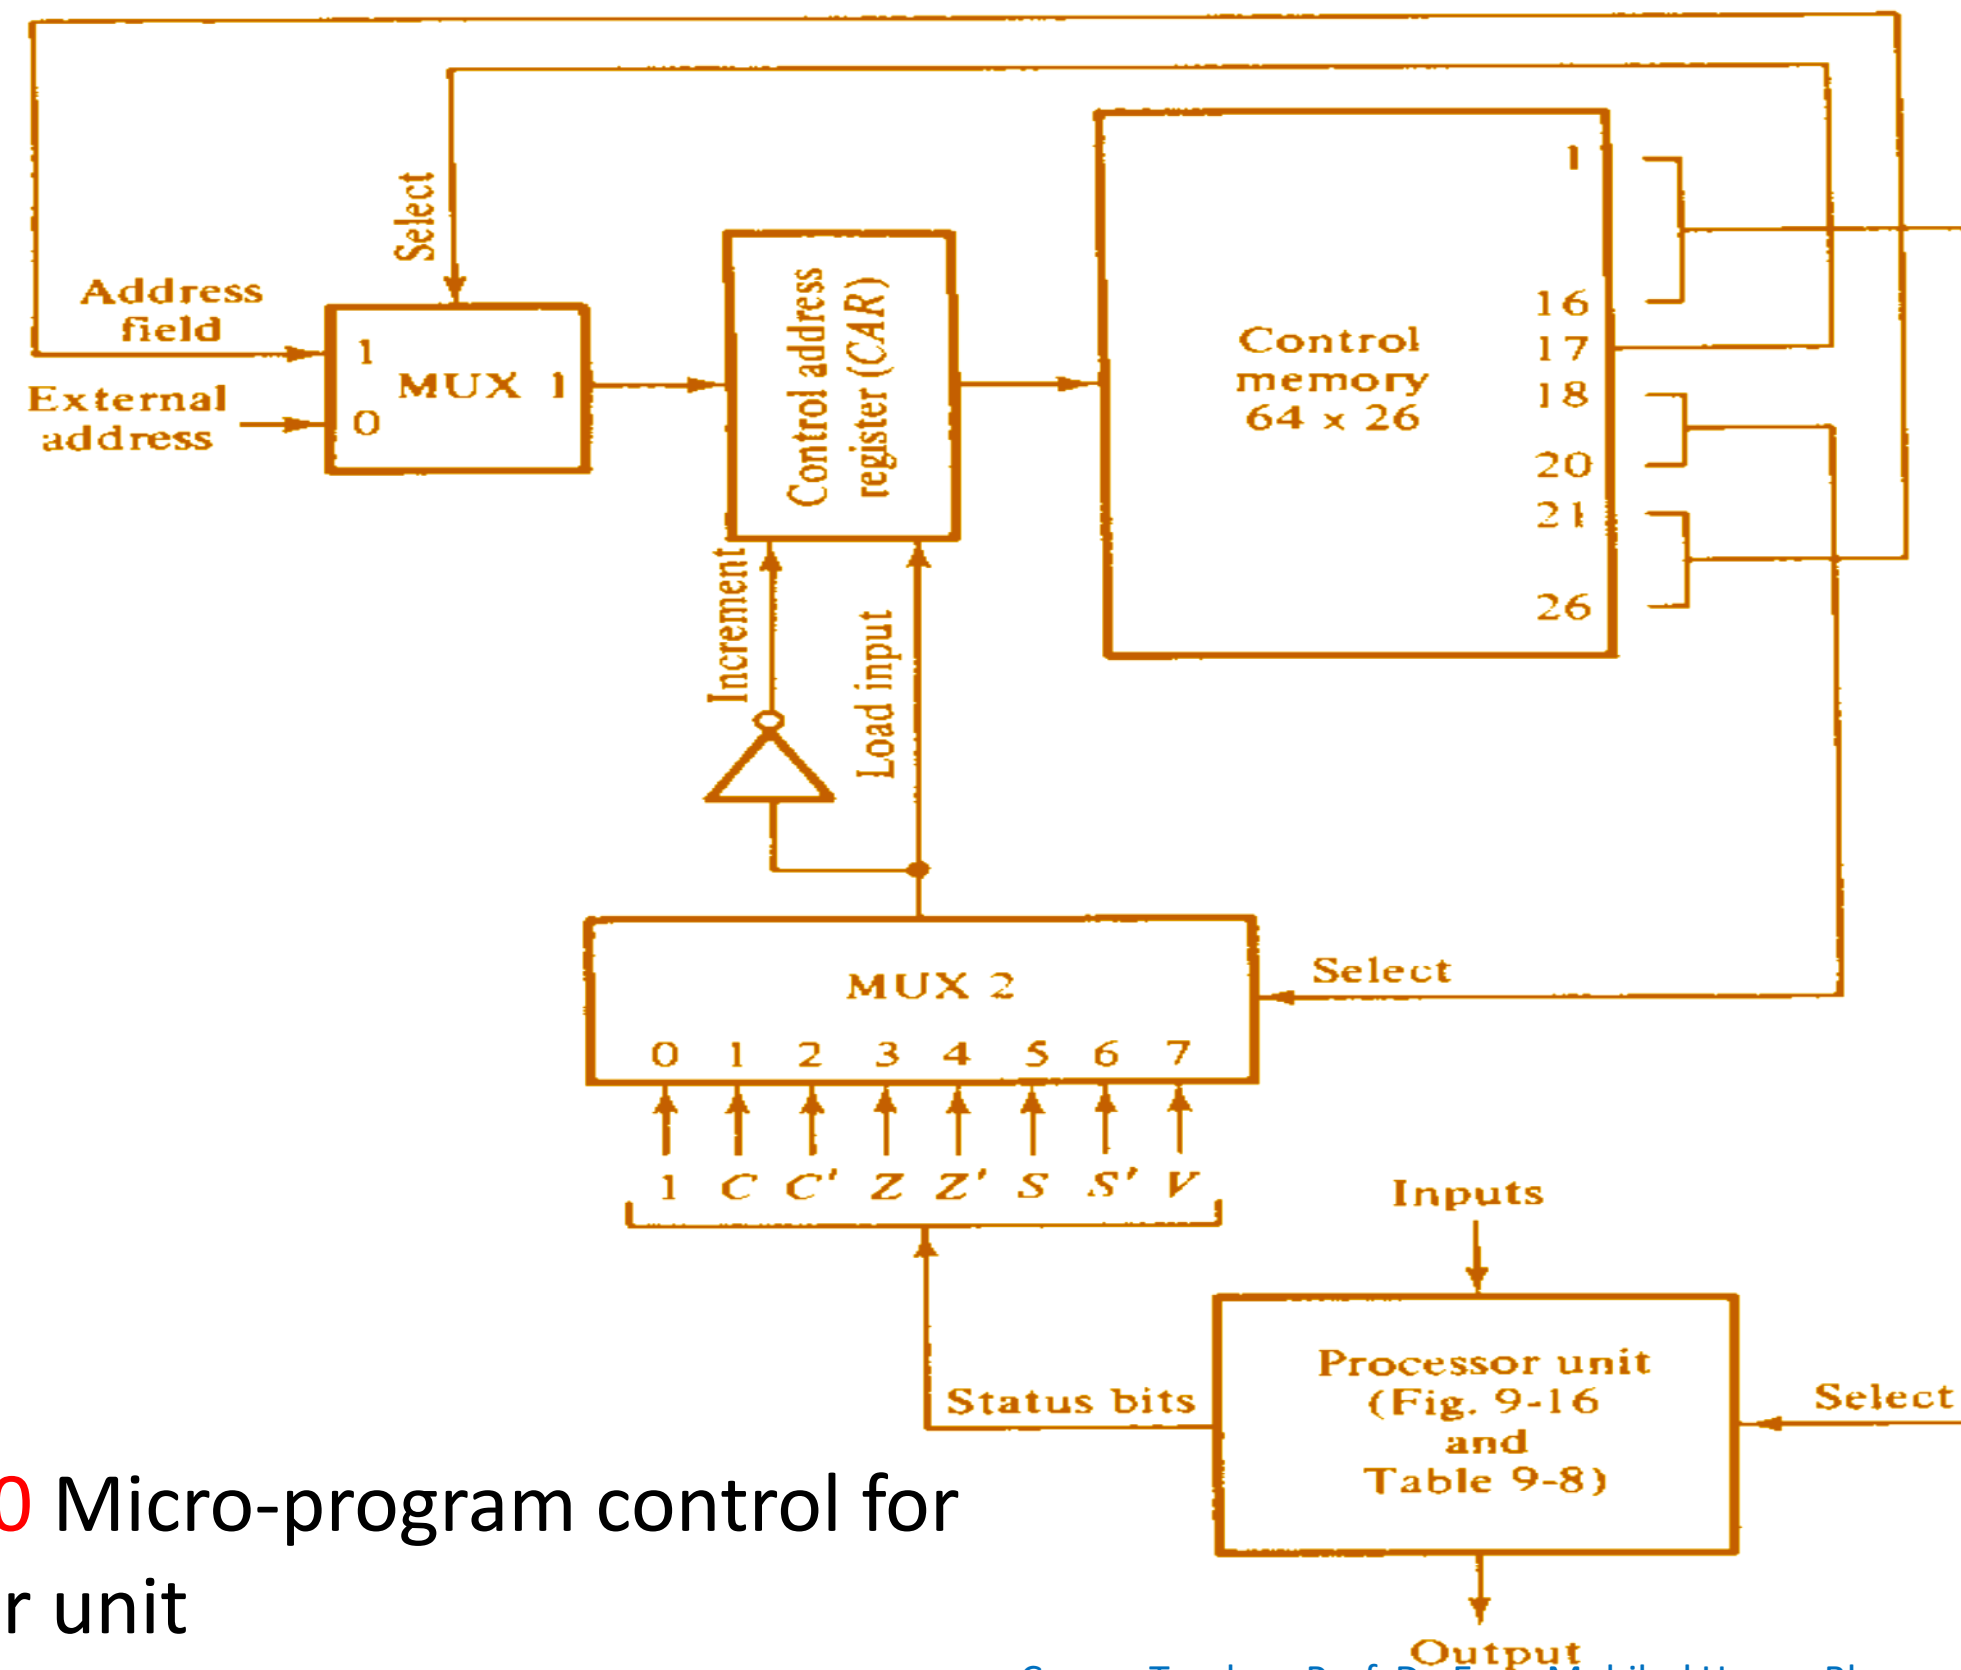 Select
Address
field
External
address
1
0
MUX 1
Control address
register (CAR)
Increment
Load input
Control
memory
64 x 26
1
16
17
18
20
21
26
MUX 2
Select
0 1 2 3 4 5 6 7
1 C C' Z Z' S S' V
Inputs
Processor unit
(Fig. 9-16
and
Table 9-8)
Status bits
Select
Output
0 Micro-program control for
r unit